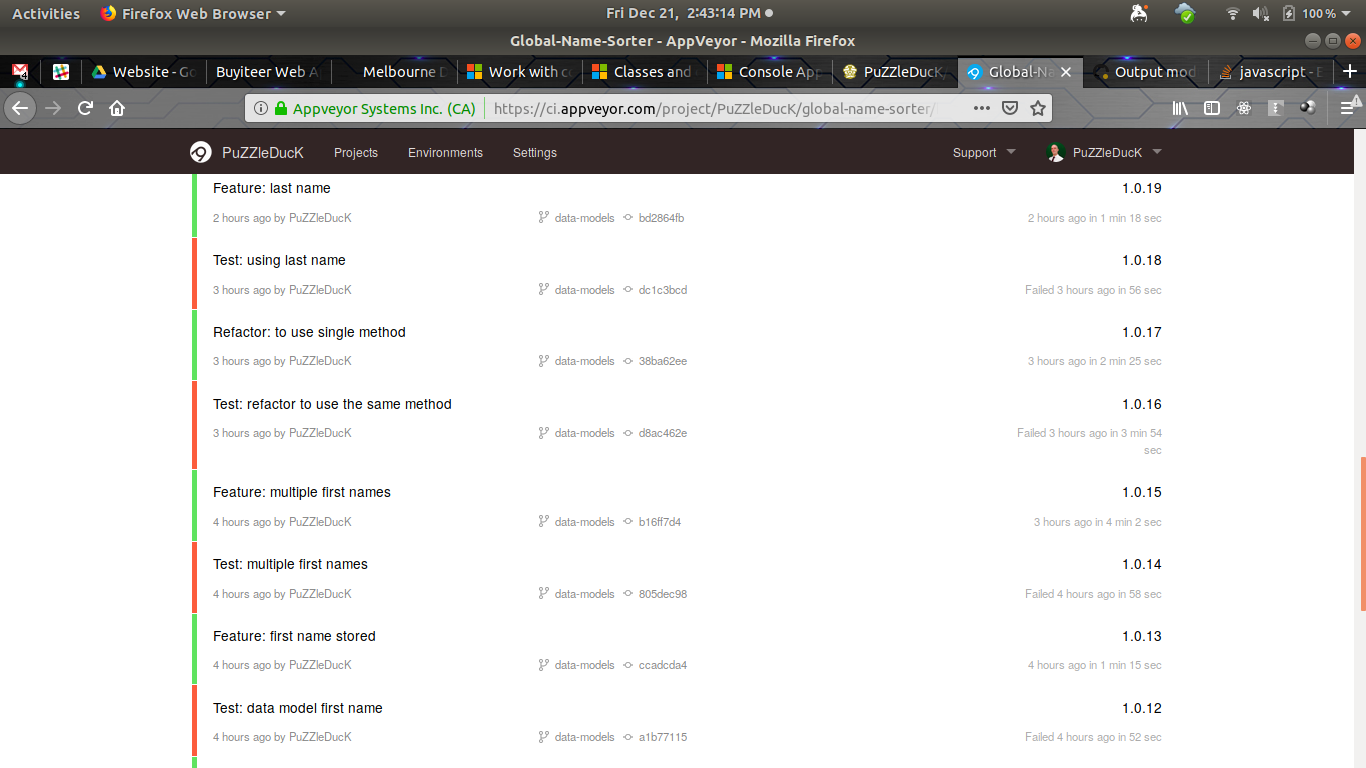 Activities Firefox Web Browser Fri Dec 21, 2:43:14 PM 100 %
Global-Name-Sorter - AppVeyor - Mozilla Firefox
4 Website - Go Buyiteer Web A Melbourne D Work with co Classes and Console App PuZZleDucK Global-Na Output mod javascript - E
Appveyor Systems Inc. (CA) https://ci.appveyor.com/project/PuZZleDucK/global-name-sorter/
PuZZleDucK Projects Environments Settings Support PuZZleDucK
Feature: last name 1.0.19
2 hours ago by PuZZleDucK data-models bd2864fb 2 hours ago in 1 min 18 sec
Test: using last name 1.0.18
3 hours ago by PuZZleDucK data-models dc1c3bcd Failed 3 hours ago in 56 sec
Refactor: to use single method 1.0.17
3 hours ago by PuZZleDucK data-models 38ba62ee 3 hours ago in 2 min 25 sec
Test: refactor to use the same method 1.0.16
3 hours ago by PuZZleDucK data-models d8ac462e Failed 3 hours ago in 3 min 54
sec
Feature: multiple first names 1.0.15
4 hours ago by PuZZleDucK data-models b16ff7d4 3 hours ago in 4 min 2 sec
Test: multiple first names 1.0.14
4 hours ago by PuZZleDucK data-models 805dec98 Failed 4 hours ago in 58 sec
Feature: first name stored 1.0.13
4 hours ago by PuZZleDucK data-models ccadcda4 4 hours ago in 1 min 15 sec
Test: data model first name 1.0.12
4 hours ago by PuZZleDucK data-models a1b77115 Failed 4 hours ago in 52 sec